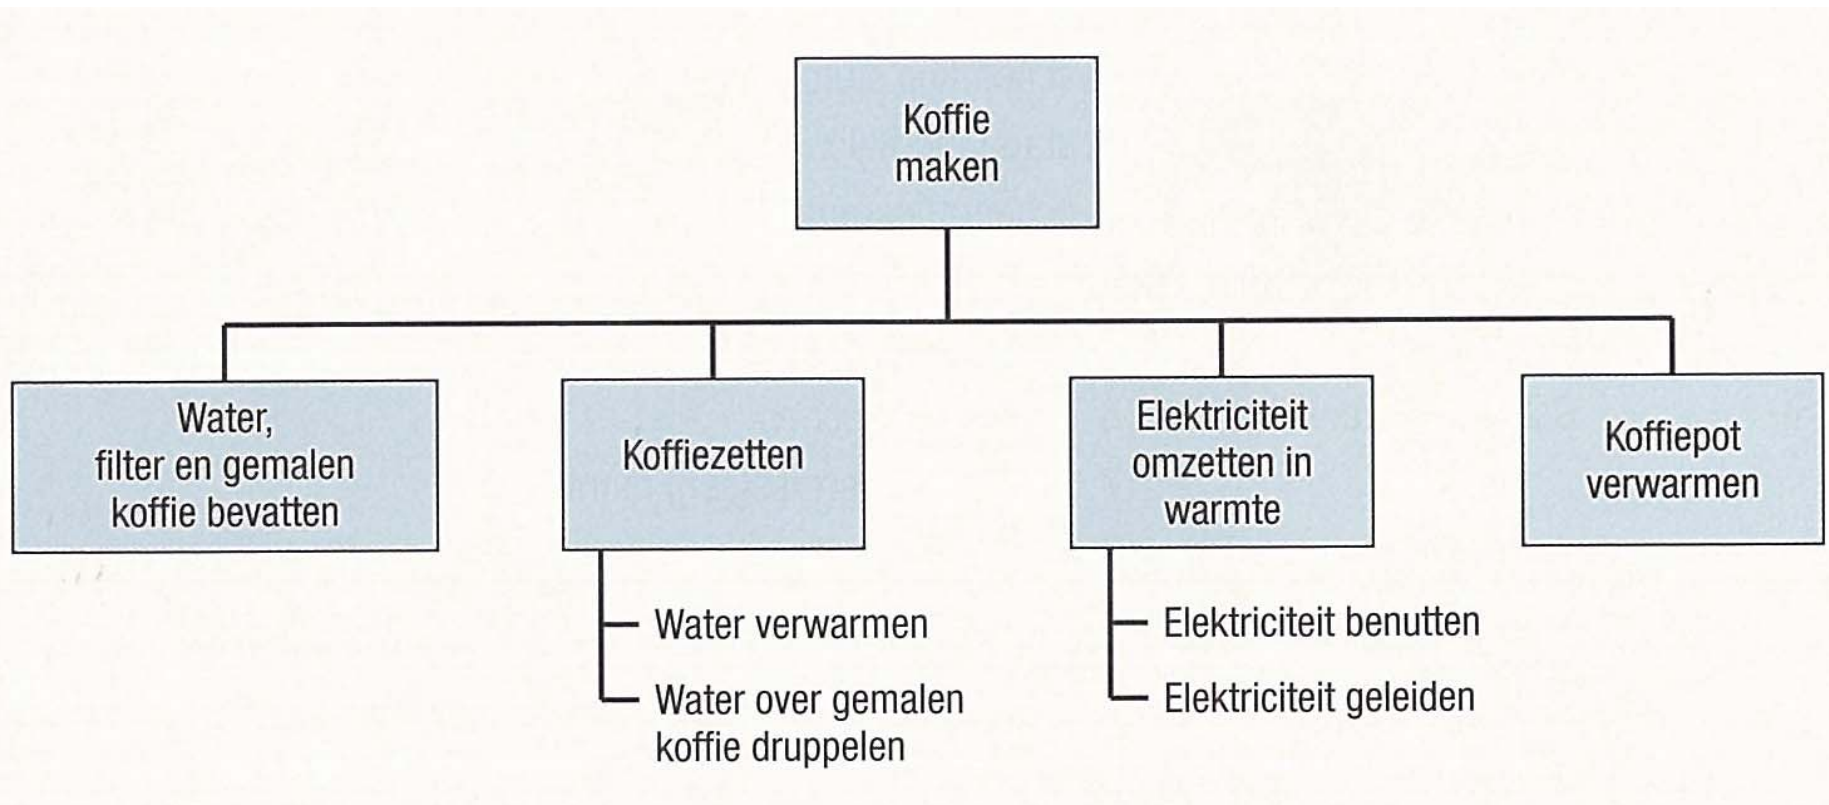 Koffie
maken
Water,
filter en gemalen
koffie bevatten
Koffiezetten
Elektriciteit
omzetten in
warmte
Koffiepot
verwarmen
Water verwarmen
Water over gemalen
koffie druppelen
Elektriciteit benutten
Elektriciteit geleiden